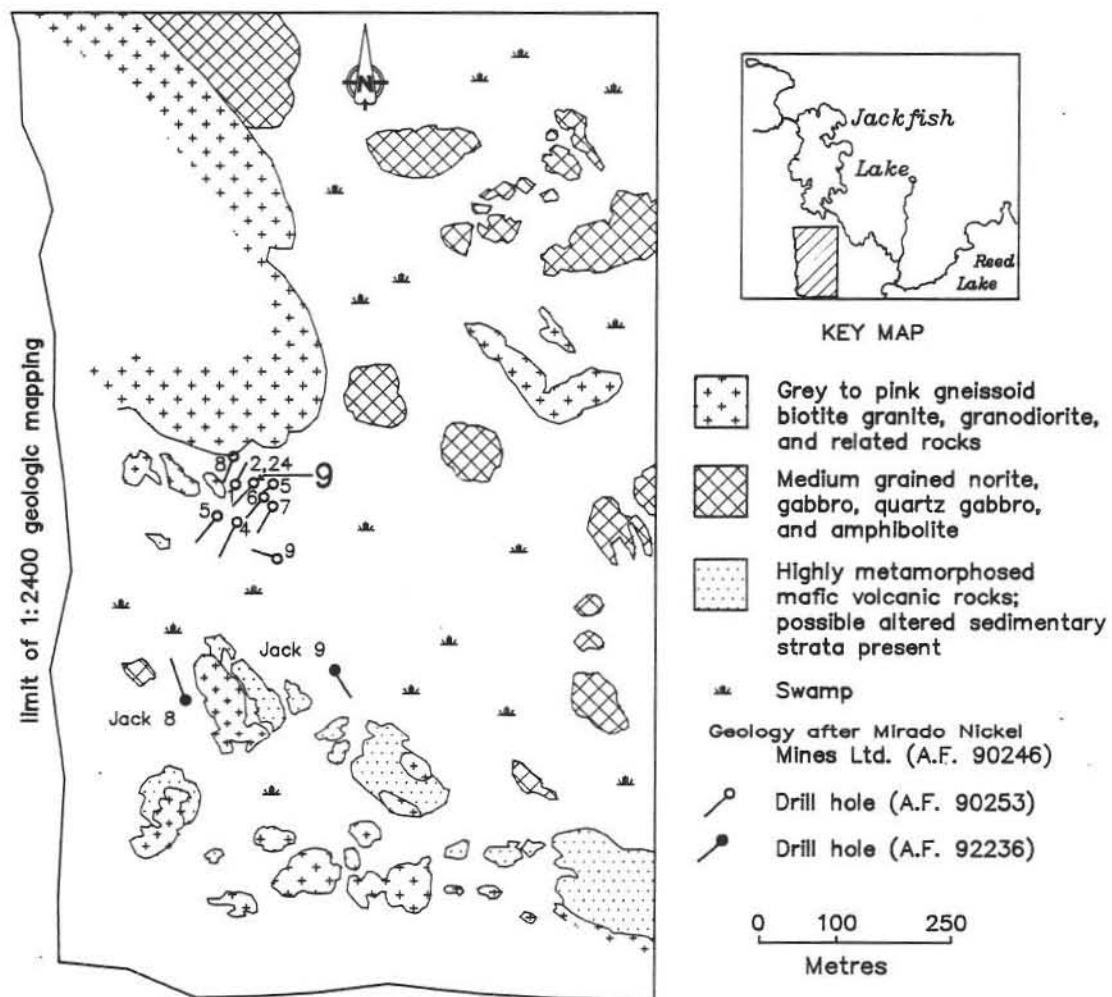 N
limit of 1:2400 geologic mapping
8
2,24
9
5
6
7
5
4
9
Jack 9
Jack 8
Jackfish
Lake
Reed
Lake
KEY MAP
Grey to pink gneissoid
biotite granite, granodiorite,
and related rocks
Medium grained norite,
gabbro, quartz gabbro,
and amphibolite
Highly metamorphosed
mafic volcanic rocks;
possible altered sedimentary
strata present
Swamp
Geology after Mirado Nickel
Mines Ltd. (A.F. 90246)
Drill hole (A.F. 90253)
Drill hole (A.F. 92236)
0 100 250
Metres